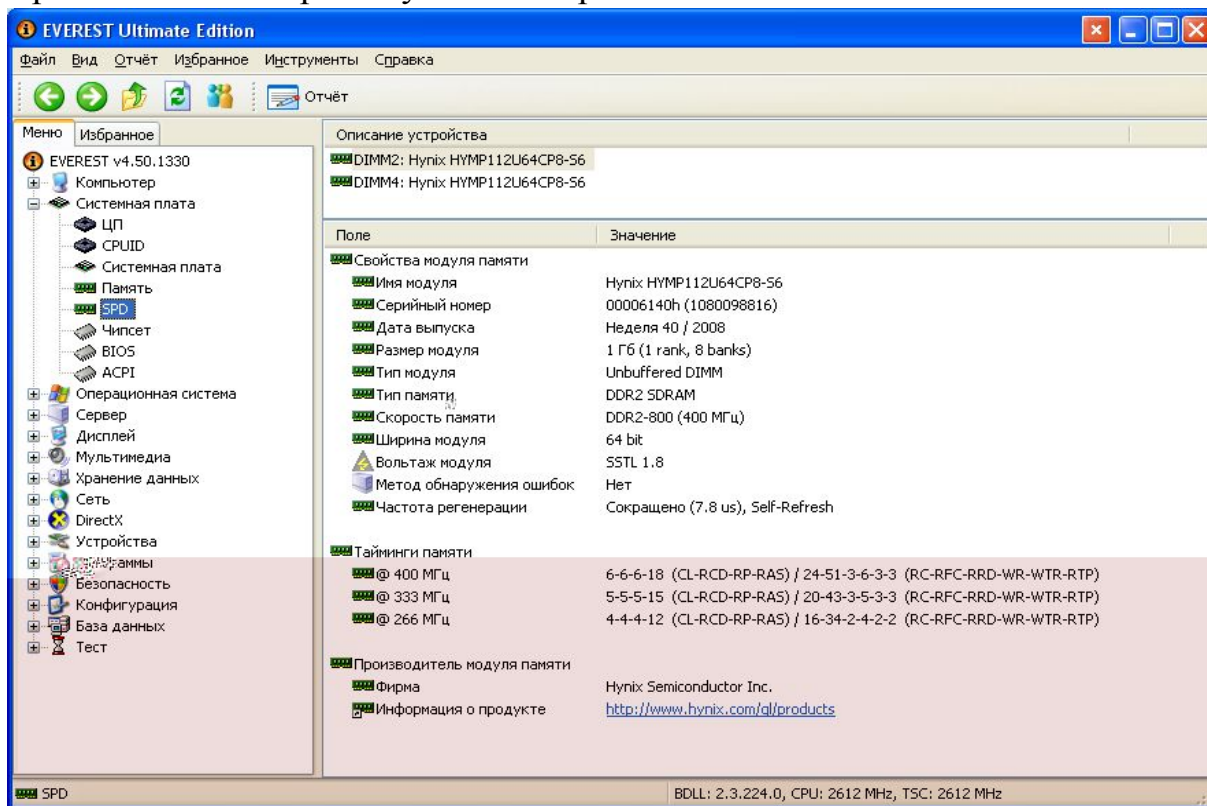 EVEREST Ultimate Edition
Файл Вид Отчёт Избранное Инструменты Справка
Отчёт
Меню Избранное
EVEREST v4.50.1330
Компьютер
Системная плата
ЦП
CPUID
Системная плата
Память
SPD
Чипсет
BIOS
ACPI
Операционная система
Сервер
Дисплей
Мультимедиа
Хранение данных
Сеть
DirectX
Устройства
Безопасность
Конфигурация
База данных
Тест
Описание устройства
DIMM2: Hynix HYMP112U64CP8-S6
DIMM4: Hynix HYMP112U64CP8-S6
Поле Значение
Свойства модуля памяти
Имя модуля Hynix HYMP112U64CP8-S6
Серийный номер 00006140h (1080098816)
Дата выпуска Неделя 40 / 2008
Размер модуля 1 Гб (1 rank, 8 banks)
Тип модуля Unbuffered DIMM
Тип памяти DDR2 SDRAM
Скорость памяти DDR2-800 (400 МГц)
Ширина модуля 64 bit
Вольтаж модуля SSTL 1.8
Метод обнаружения ошибок Нет
Частота регенерации Сокращено (7.8 us), Self-Refresh
Тайминги памяти
@ 400 МГц 6-6-6-18 (CL-RCD-RP-RAS) / 24-51-3-6-3-3 (RC-RFC-RRD-WR-WTR-RTP)
@ 333 МГц 5-5-5-15 (CL-RCD-RP-RAS) / 20-43-3-5-3-3 (RC-RFC-RRD-WR-WTR-RTP)
@ 266 МГц 4-4-4-12 (CL-RCD-RP-RAS) / 16-34-2-4-2-2 (RC-RFC-RRD-WR-WTR-RTP)
Производитель модуля памяти
Фирма Hynix Semiconductor Inc.
Информация о продукте http://www.hynix.com/gl/products
SPD BDLL: 2.3.224.0, CPU: 2612 MHz, TSC: 2612 MHz